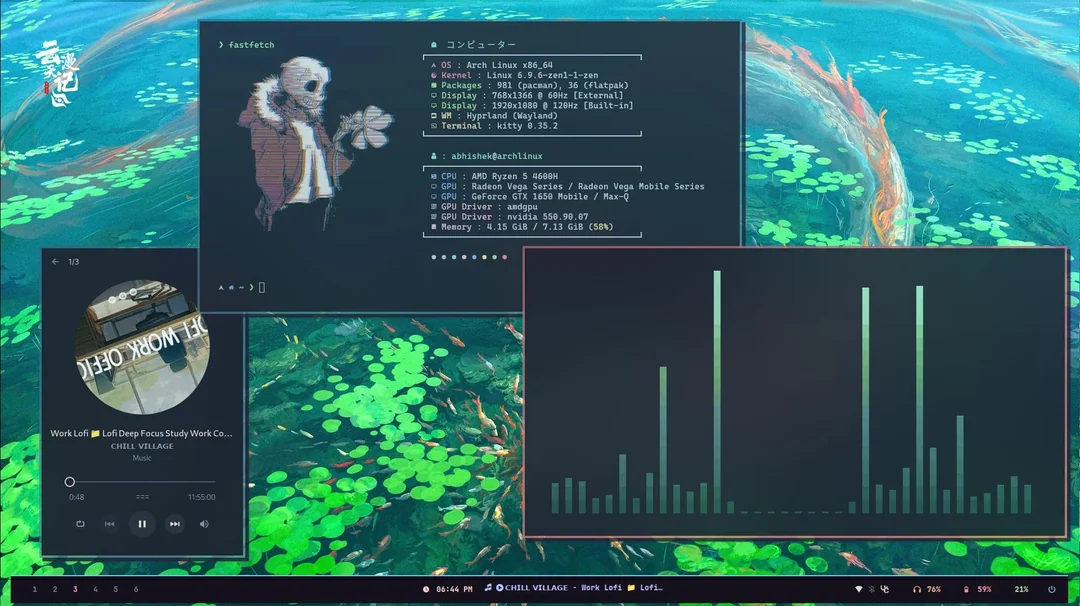 ❯ fastfetch
コンピューター
OS : Arch Linux x86_64
Kernel : Linux 6.9.6-zen1-1-zen
Packages : 981 (pacman), 36 (flatpak)
Display : 768x1366 @ 60Hz [External]
Display : 1920x1080 @ 120Hz [Built-in]
WM : Hyprland (Wayland)
Terminal : kitty 0.35.2
: abhishek@archlinux
CPU : AMD Ryzen 5 4600H
GPU : Radeon Vega Series / Radeon Vega Mobile Series
GPU : GeForce GTX 1650 Mobile / Max-Q
GPU Driver : amdgpu
GPU Driver : nvidia 550.90.07
Memory : 4.15 GiB / 7.13 GiB (58%)
~ ❯
1/3
LOFI WORK OFFIC
Work Lofi 📁 Lofi Deep Focus Study Work Co...
CHILL VILLAGE
Music
0:48
11:55:00
1 2 3 4 5 6
06:44 PM
CHILL VILLAGE - Work Lofi 📁 Lofi…
76% 59% 21%